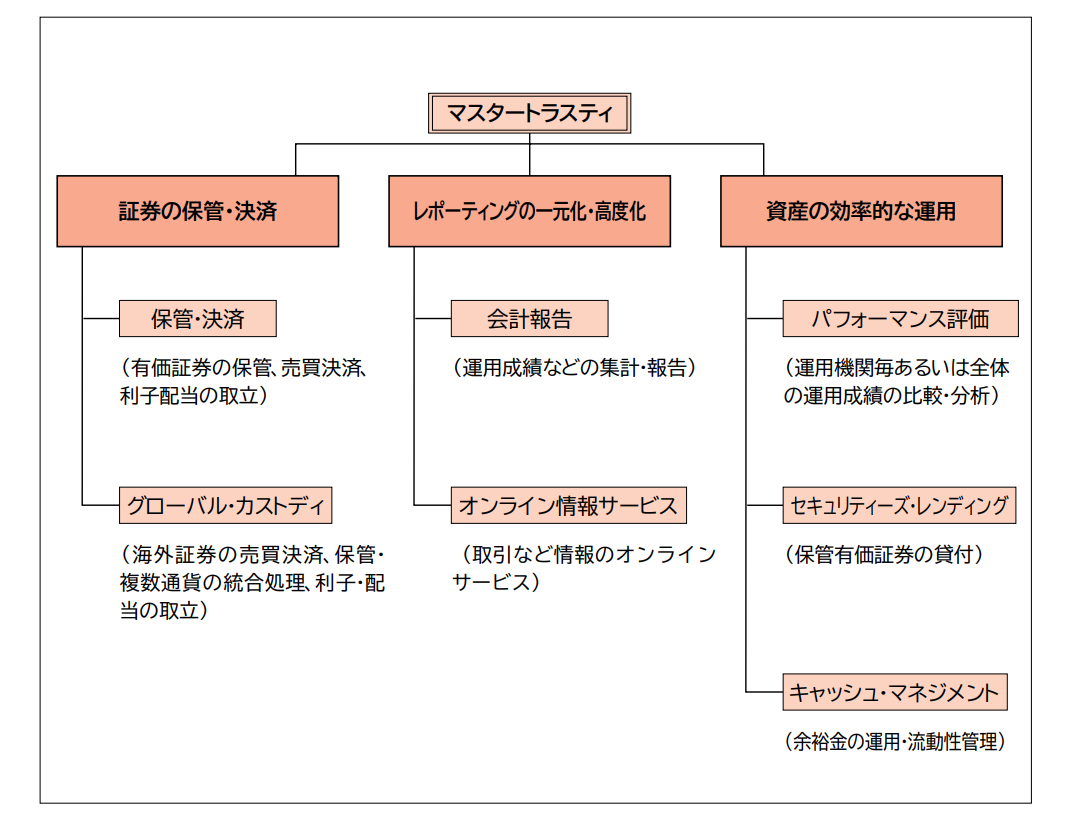 マスタートラスティ
証券の保管・決済
保管・決済
（有価証券の保管、売買決済、
利子配当の取立）
グローバル・カストディ
（海外証券の売買決済、保管・
複数通貨の統合処理、利子・配
当の取立）
レポーティングの一元化・高度化
会計報告
（運用成績などの集計・報告）
オンライン情報サービス
（取引など情報のオンライン
サービス）
資産の効率的な運用
パフォーマンス評価
（運用機関毎あるいは全体
の運用成績の比較・分析）
セキュリティーズ・レンディング
（保管有価証券の貸付）
キャッシュ・マネジメント
（余裕金の運用・流動性管理）